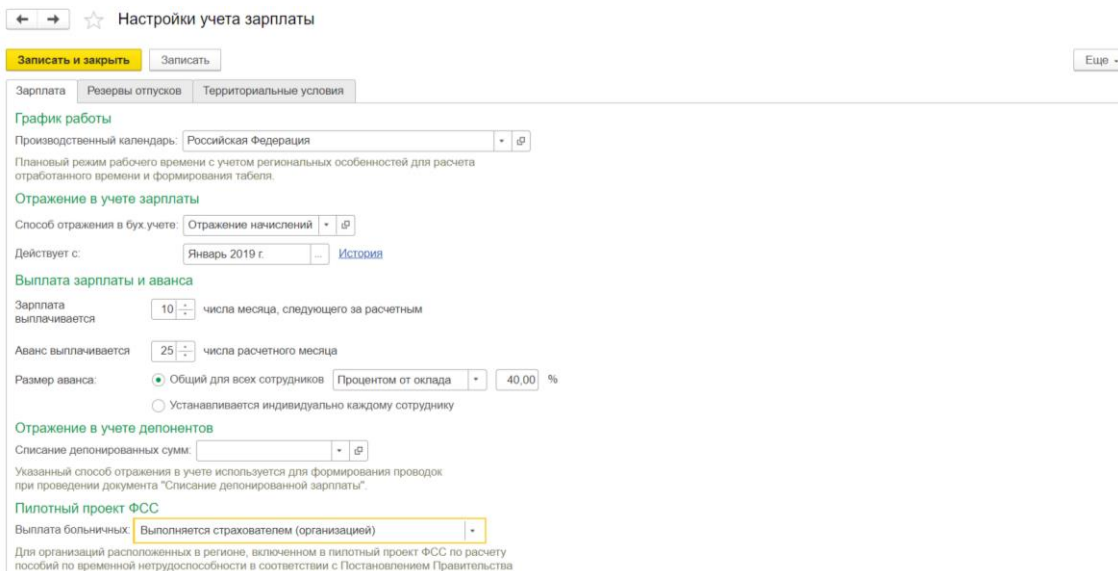 Настройки учета зарплаты
Записать и закрыть Записать Еще
Зарплата Резервы отпусков Территориальные условия
График работы
Производственный календарь: Российская Федерация
Плановый режим рабочего времени с учетом региональных особенностей для расчета
отработанного времени и формирования табеля.
Отражение в учете зарплаты
Способ отражения в бух.учете: Отражение начислений
Действует с: Январь 2019 г. ... История
Выплата зарплаты и аванса
Зарплата
выплачивается 10 числа месяца, следующего за расчетным
Аванс выплачивается 25 числа расчетного месяца
Размер аванса: Общий для всех сотрудников Процентом от оклада 40,00 %
Устанавливается индивидуально каждому сотруднику
Отражение в учете депонентов
Списание депонированных сумм:
Указанный способ отражения в учете используется для формирования проводок
при проведении документа "Списание депонированной зарплаты".
Пилотный проект ФСС
Выплата больничных: Выполняется страхователем (организацией)
Для организаций расположенных в регионе, включенном в пилотный проект ФСС по расчету
пособий по временной нетрудоспособности в соответствии с Постановлением Правительства